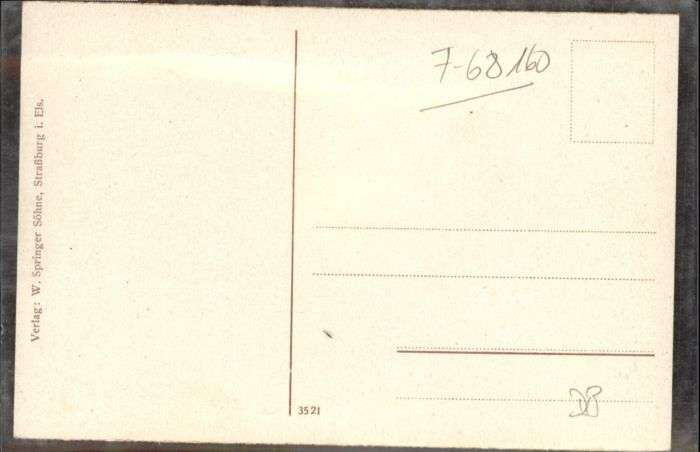 Verlag: W. Springer Söhne, Straßburg i. Els.
7-68160
3521